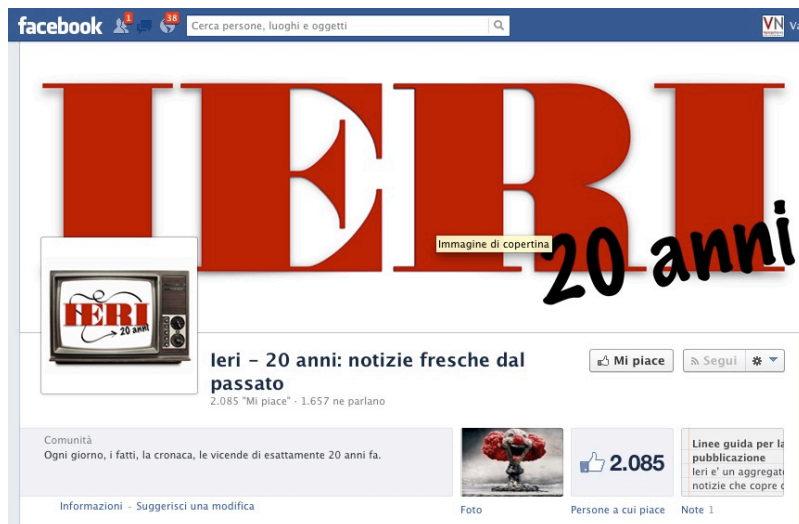 facebook 1 38 Cerca persone, luoghi e oggetti VN
IERI
Immagine di copertina
20 anni
IERI
20 anni
Ieri – 20 anni: notizie fresche dal
passato
Mi piace Segui
2.085 "Mi piace" · 1.657 ne parlano
Comunità
Ogni giorno, i fatti, la cronaca, le vicende di esattamente 20 anni fa.
2.085
Linee guida per la
pubblicazione
Ieri e' un aggregat
notizie che copre
Informazioni – Suggerisci una modifica
Foto Persone a cui piace Note 1